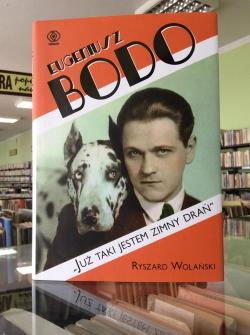 EUGENIUSZ
BODO
„JUŻ TAKI JESTEM ZIMNY DRAŃ”
RYSZARD WOLAŃSKI